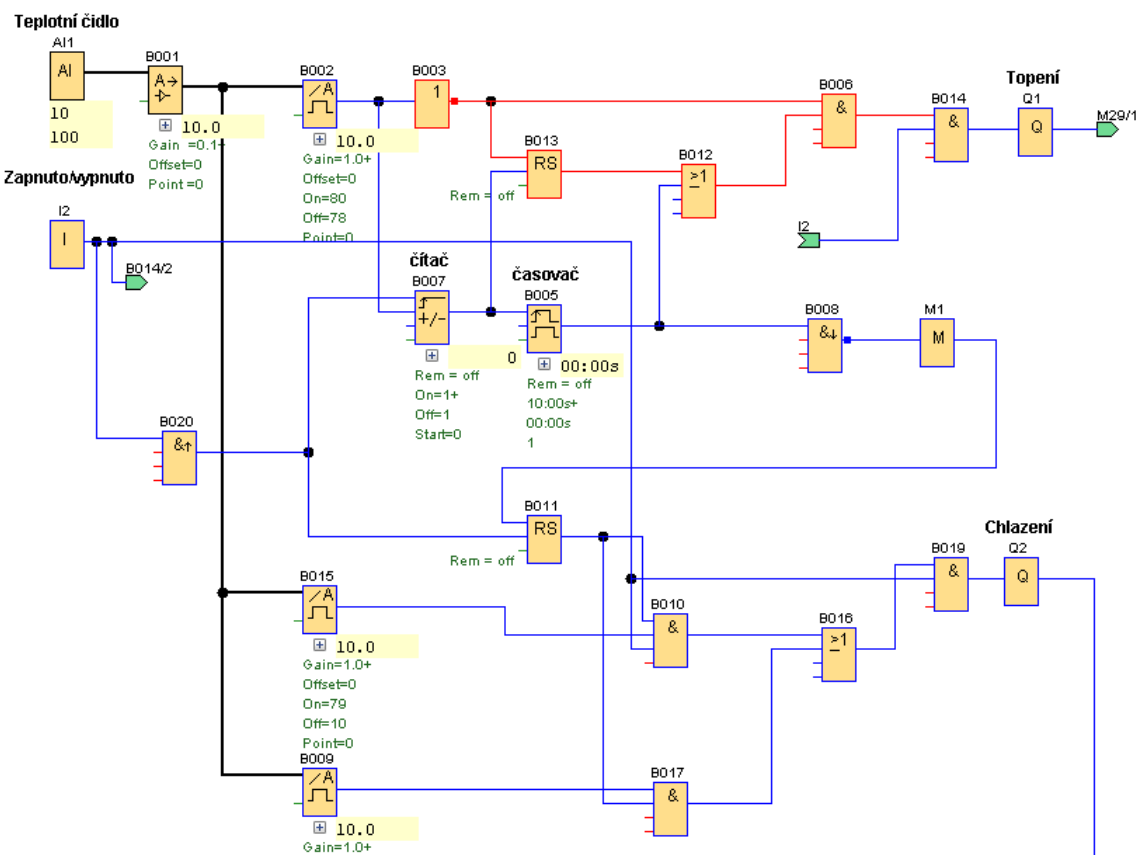 Teplotní čidlo
AI1
AI
10
100
B001
A→
10.0
Gain =0.1+
Offset=0
Point =0
B002
/A
10.0
Gain=1.0+
Offset=0
On=80
Off=78
Point=0
B003
1
B013
RS
Rem = off
B012
>1
B006
&
B014
&
Topení
Q1
Q
M29/1
Zapnuto/vypnuto
I2
I
B014/2
I2
čítač
B007
+/-
0
Rem = off
On=1+
Off=1
Start=0
časovač
B005
00:00s
Rem = off
10:00s+
00:00s
1
B008
&↓
M1
M
B020
&↑
B011
RS
Rem = off
B015
/A
10.0
Gain=1.0+
Offset=0
On=79
Off=10
Point=0
B010
&
B016
>1
B019
&
Chlazení
Q2
Q
B009
/A
10.0
Gain=1.0+
B017
&